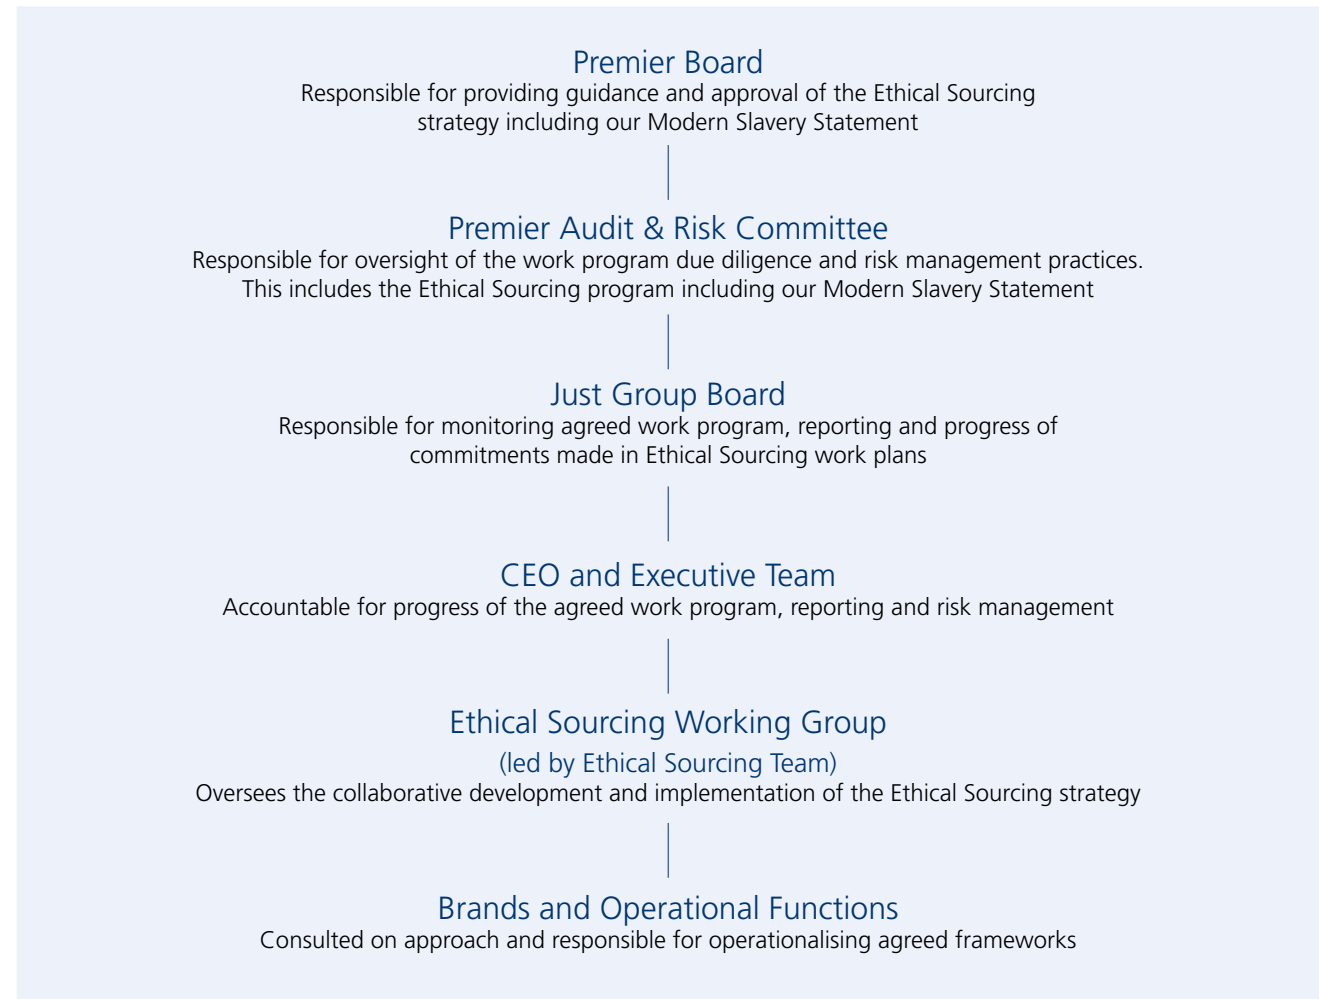 Premier Board
Responsible for providing guidance and approval of the Ethical Sourcing
strategy including our Modern Slavery Statement
Premier Audit & Risk Committee
Responsible for oversight of the work program due diligence and risk management practices.
This includes the Ethical Sourcing program including our Modern Slavery Statement
Just Group Board
Responsible for monitoring agreed work program, reporting and progress of
commitments made in Ethical Sourcing work plans
CEO and Executive Team
Accountable for progress of the agreed work program, reporting and risk management
Ethical Sourcing Working Group
(led by Ethical Sourcing Team)
Oversees the collaborative development and implementation of the Ethical Sourcing strategy
Brands and Operational Functions
Consulted on approach and responsible for operationalising agreed frameworks